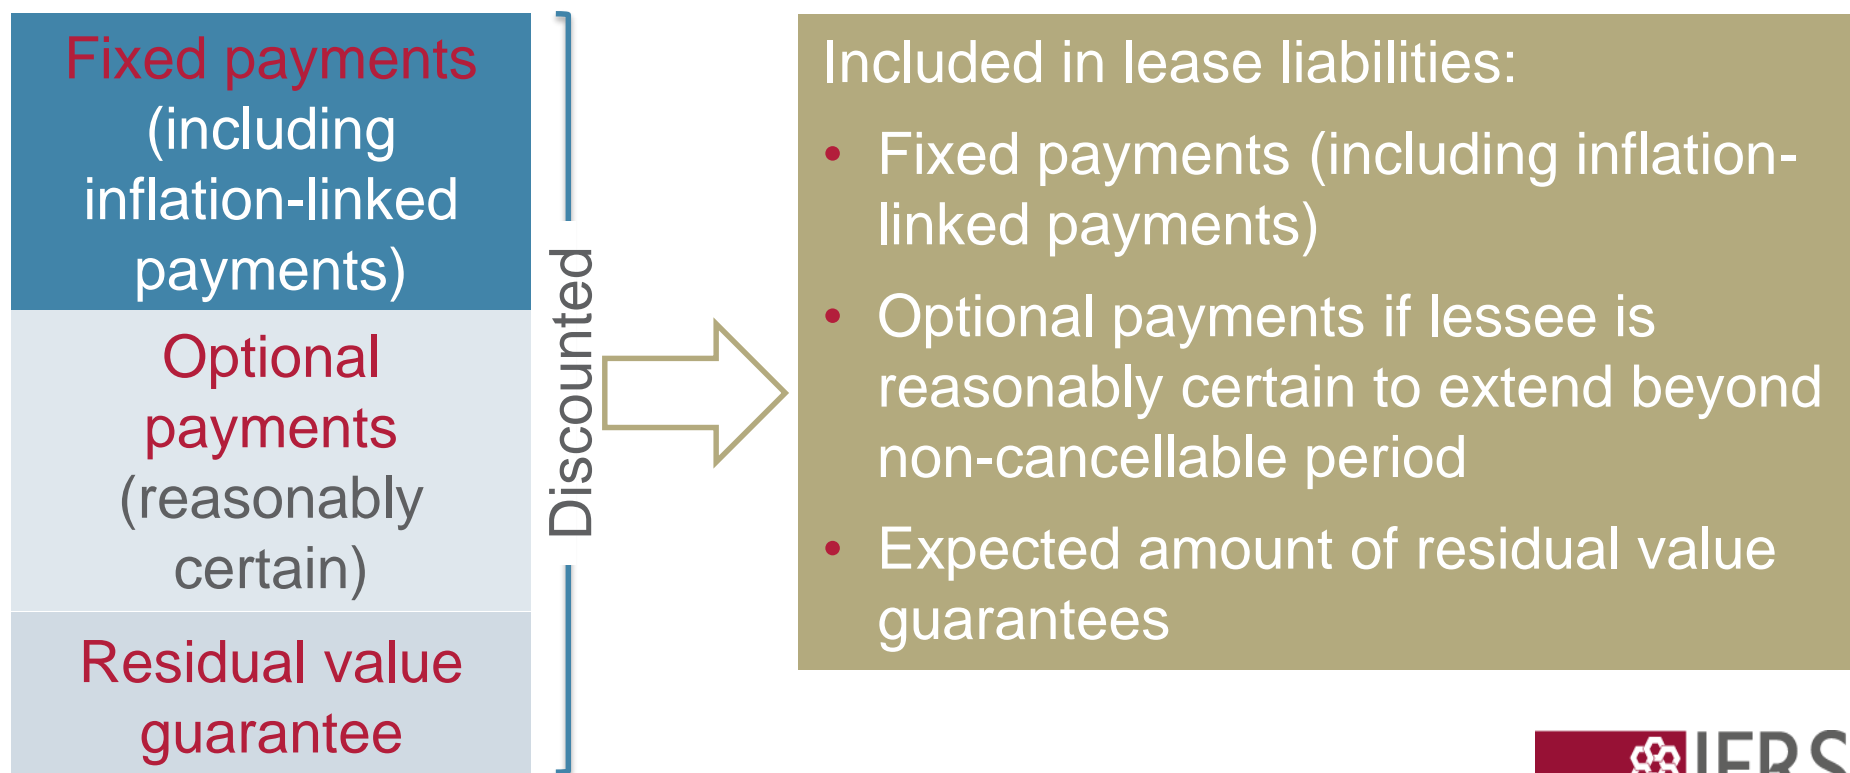 Fixed payments
(including
inflation-linked
payments)
Optional
payments
(reasonably
certain)
Residual value
guarantee
Discounted
Included in lease liabilities:
• Fixed payments (including inflation-
linked payments)
• Optional payments if lessee is
reasonably certain to extend beyond
non-cancellable period
• Expected amount of residual value
guarantees
IFRS